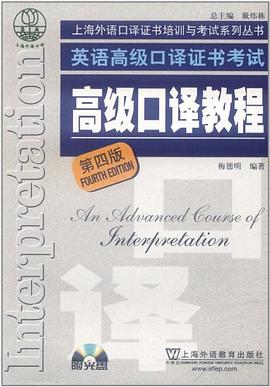 总主编 戴炜栋
上海外语口译证书培训与考试系列丛书
英语高级口译证书考试
高级口译教程
第四版
FOURTH EDITION
梅德明 编著
An Advanced Course of
Interpretation
Interpretation
口
译
附光盘
上海外语教育出版社
www.sflep.com